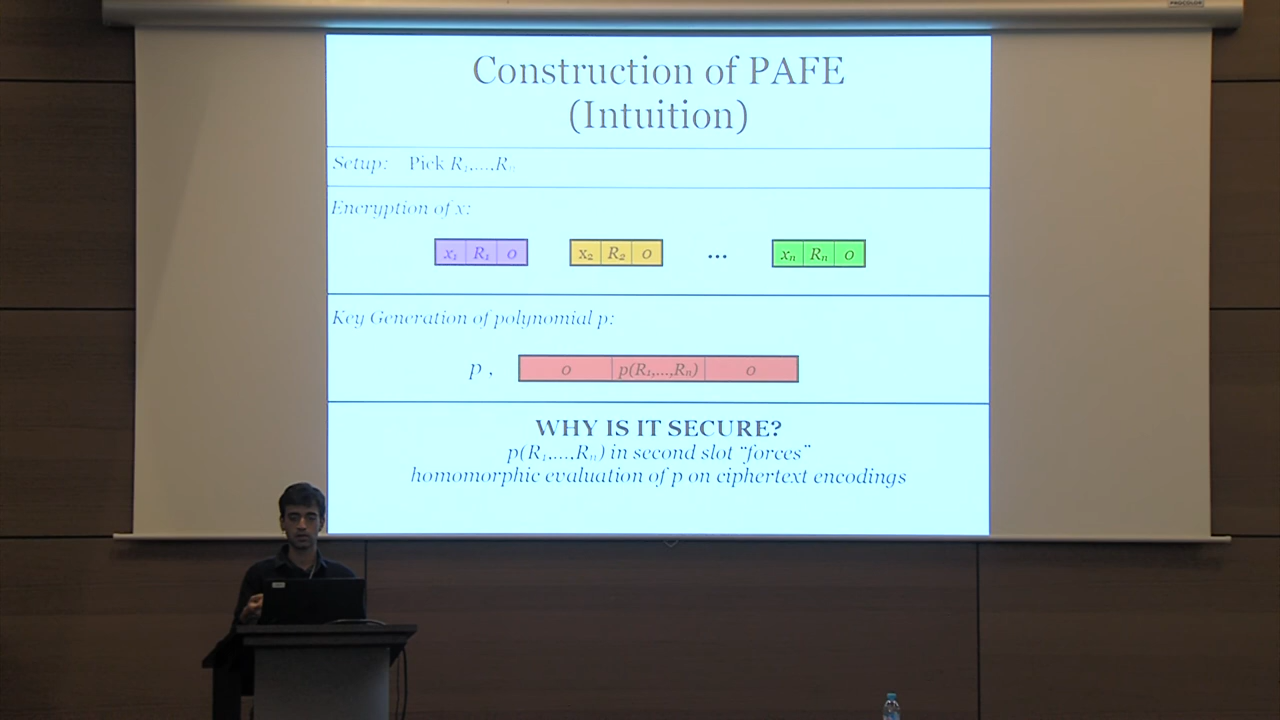 Construction of PAFE
(Intuition)
Setup: Pick R₁,...,Rₙ
Encryption of x:
x₁ R₁ 0 x₂ R₂ 0 ... xₙ Rₙ 0
Key Generation of polynomial p:
p , 0 p(R₁,...,Rₙ) 0
WHY IS IT SECURE?
p(R₁,...,Rₙ) in second slot “forces”
homomorphic evaluation of p on ciphertext encodings